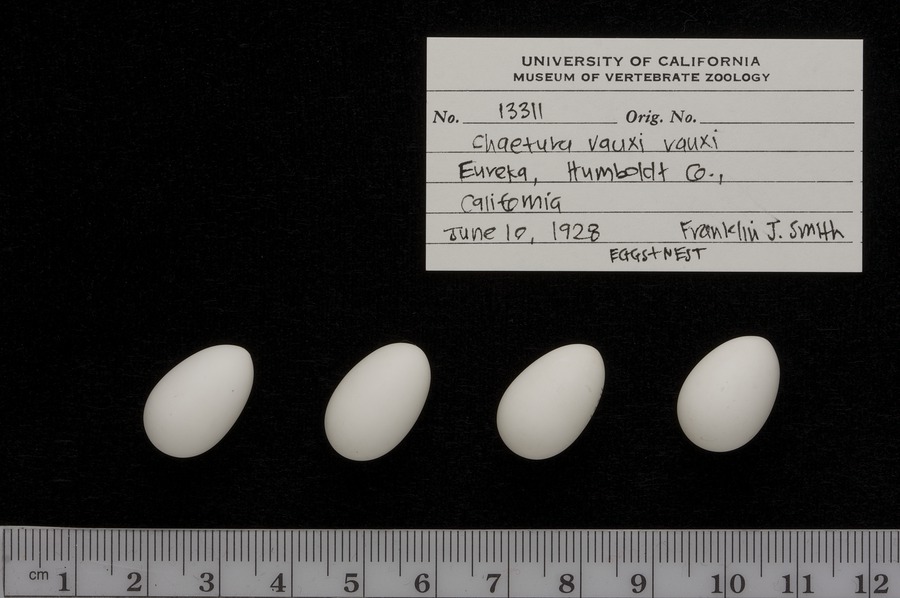 UNIVERSITY OF CALIFORNIA
MUSEUM OF VERTEBRATE ZOOLOGY
No. 13311 Orig. No.
Chaetura vauxi vauxi
Eureka, Humboldt Co.,
California
June 10, 1928 Franklin J. Smith
EGGS + NEST
cm 1 2 3 4 5 6 7 8 9 10 11 12